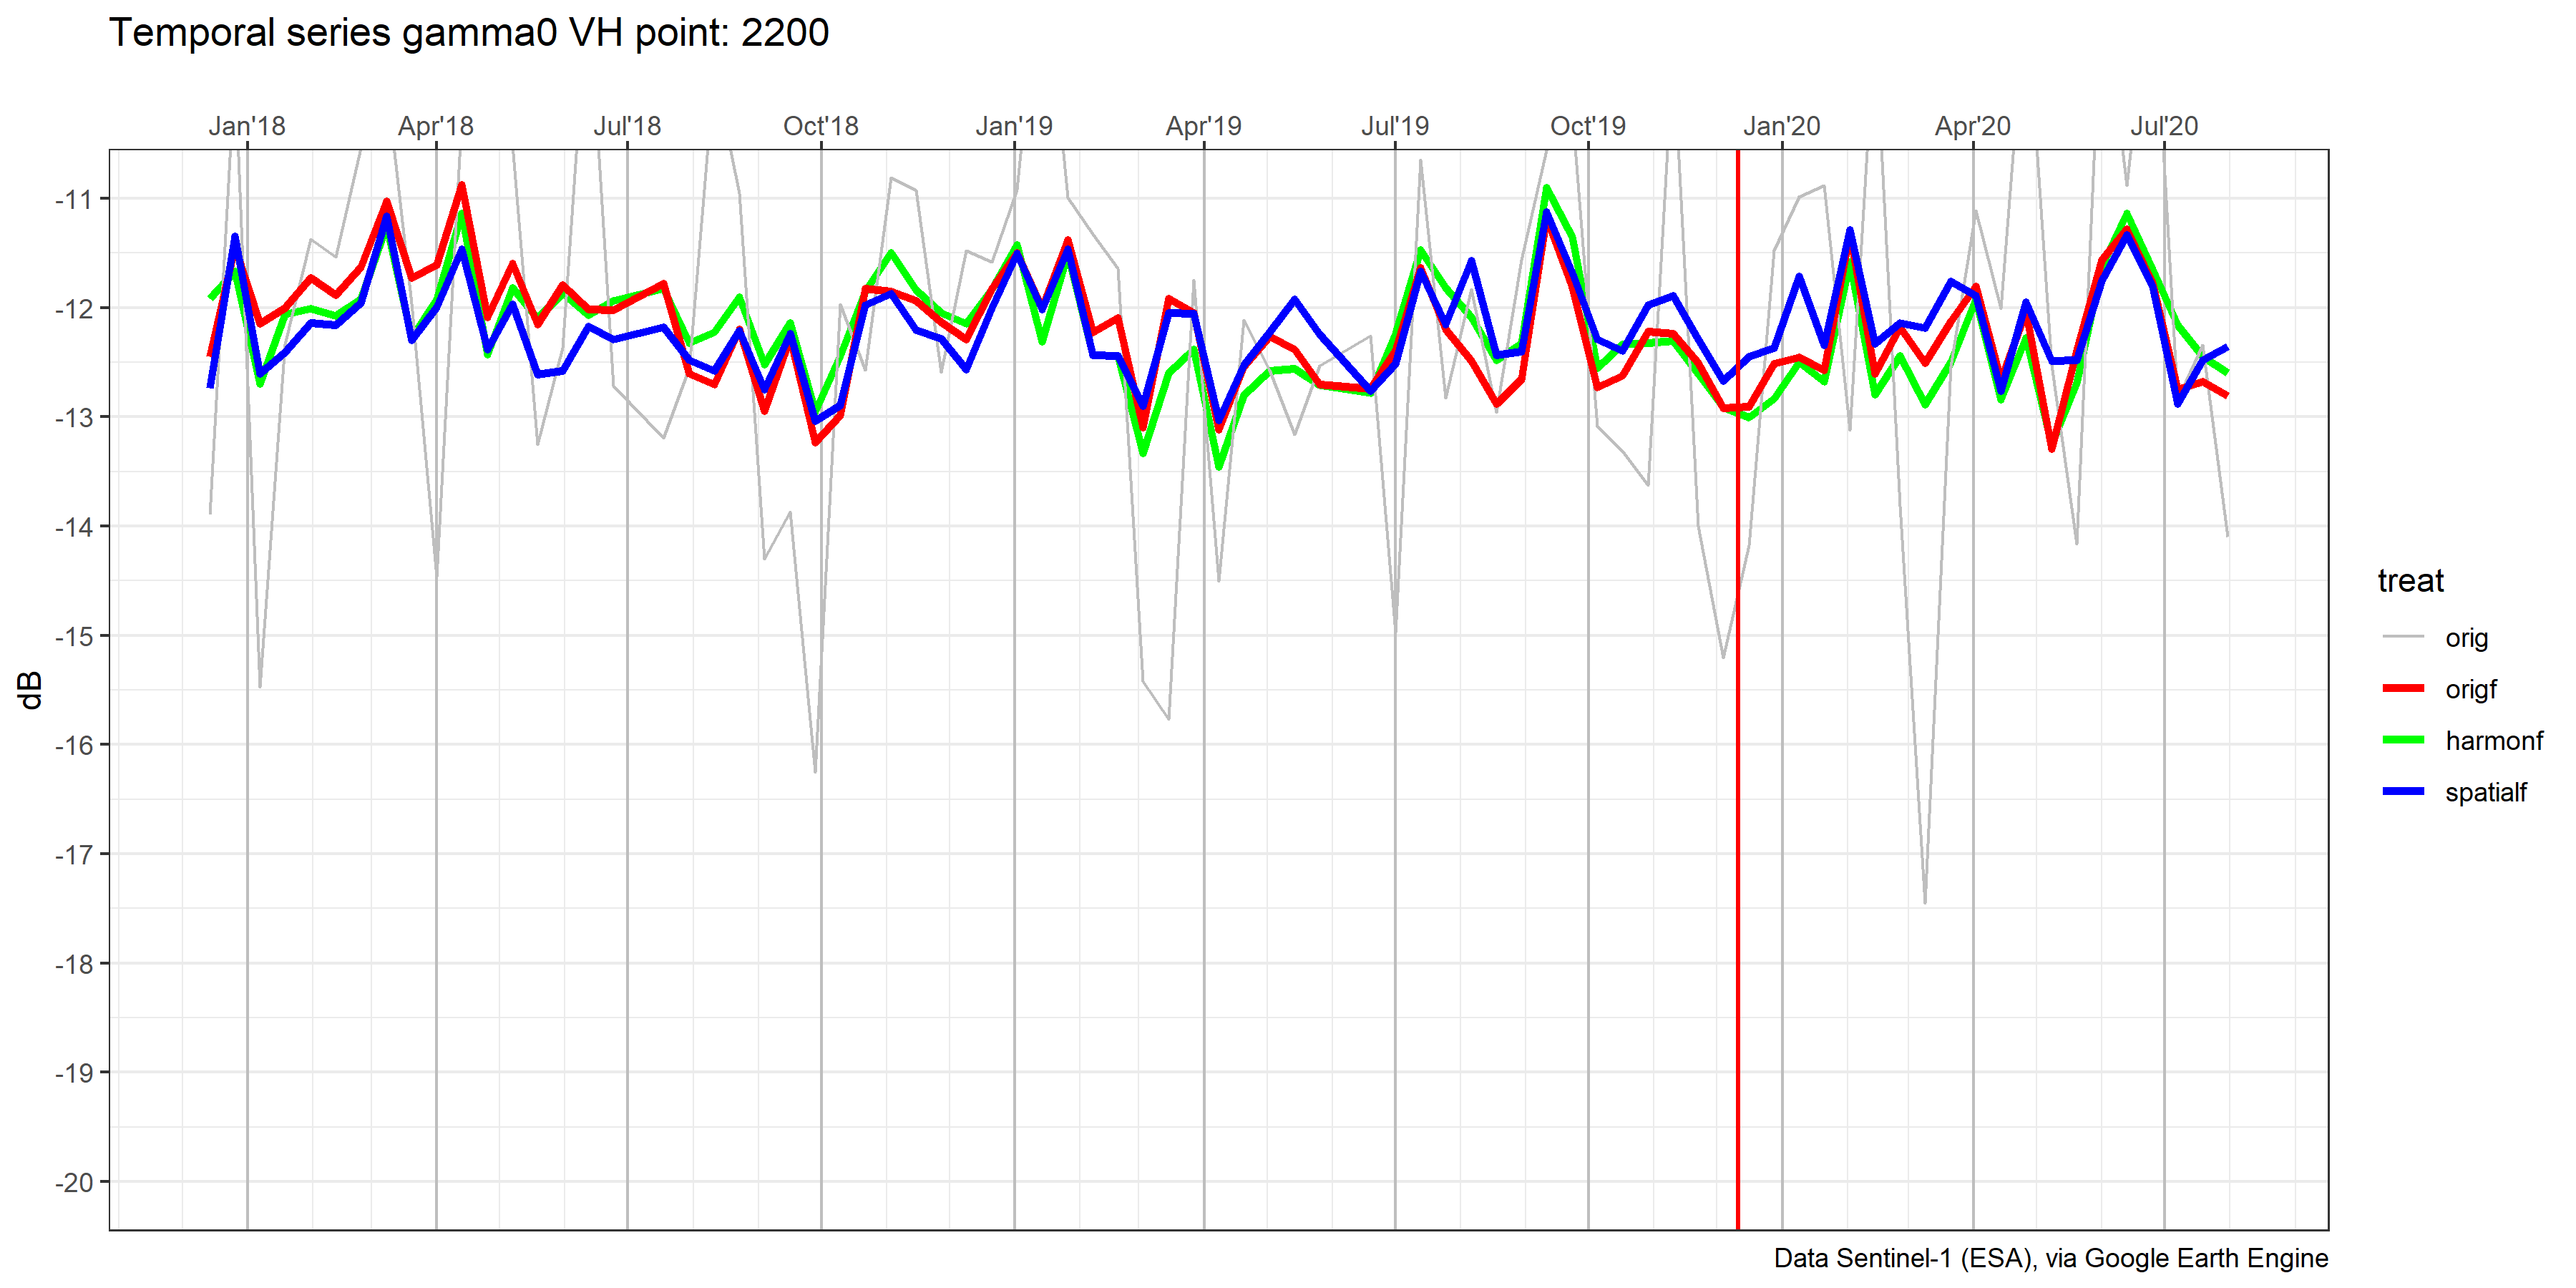 Temporal series gamma0 VH point: 2200
Jan'18 Apr'18 Jul'18 Oct'18 Jan'19 Apr'19 Jul'19 Oct'19 Jan'20 Apr'20 Jul'20
-11
-12
-13
-14
-15
-16
-17
-18
-19
-20
dB
treat
orig
origf
harmonf
spatialf
Data Sentinel-1 (ESA), via Google Earth Engine